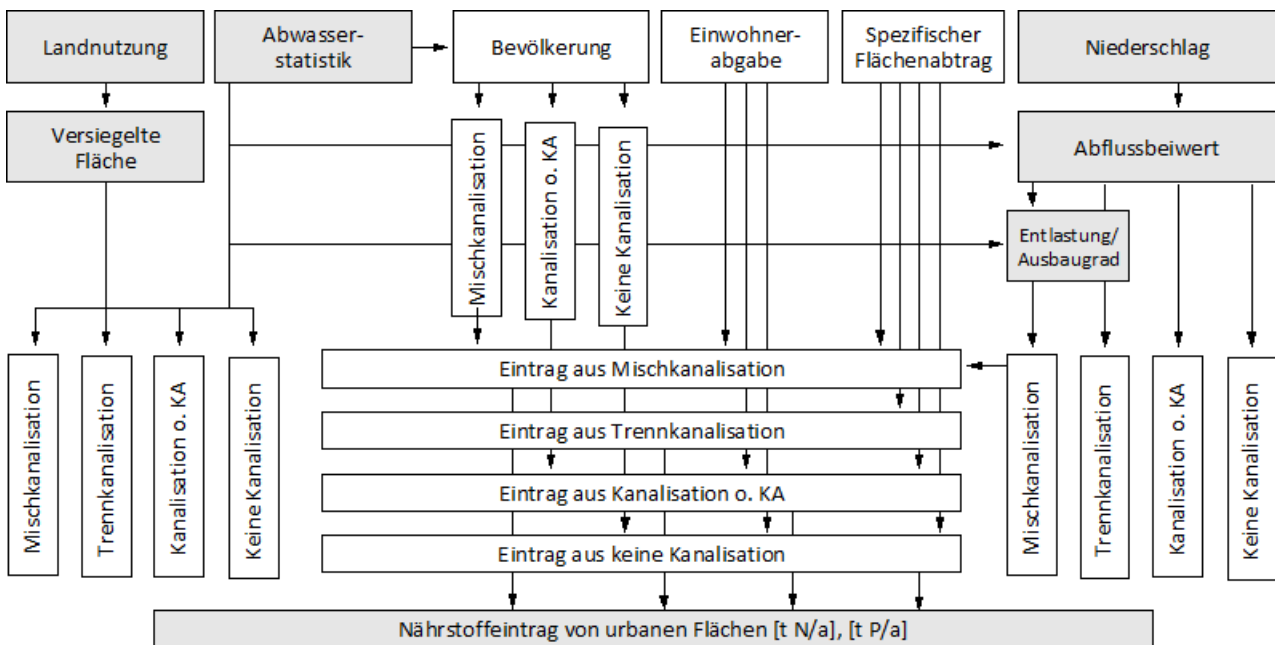 Landnutzung
Abwasser-
statistik
Bevölkerung
Einwohner-
abgabe
Spezifischer
Flächenabtrag
Niederschlag
Versiegelte
Fläche
Mischkanalisation
Kanalisation o. KA
Keine Kanalisation
Abflussbeiwert
Entlastung/
Ausbaugrad
Mischkanalisation
Trennkanalisation
Kanalisation o. KA
Keine Kanalisation
Eintrag aus Mischkanalisation
Eintrag aus Trennkanalisation
Eintrag aus Kanalisation o. KA
Eintrag aus keine Kanalisation
Mischkanalisation
Trennkanalisation
Kanalisation o. KA
Keine Kanalisation
Nährstoffeintrag von urbanen Flächen [t N/a], [t P/a]